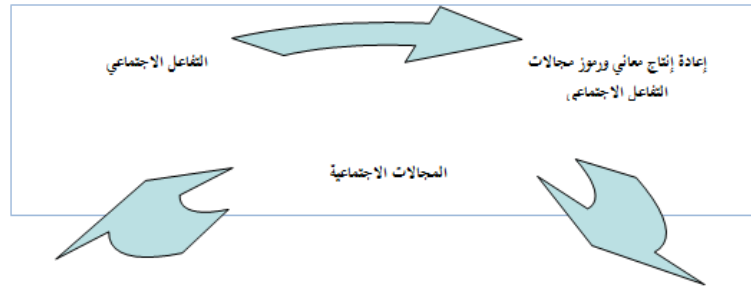 إعادة إنتاج معاني ورموز مجالات
التفاعل الاجتماعي
التفاعل الاجتماعي
المجالات الاجتماعية